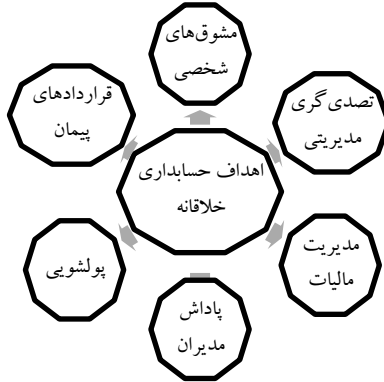 مشوق‌های
شخصی
تصدی‌گری
مدیریتی
قراردادهای
پیمان
اهداف حسابداری
خلاقانه
مدیریت
مالیات
پولشویی
پاداش
مدیران